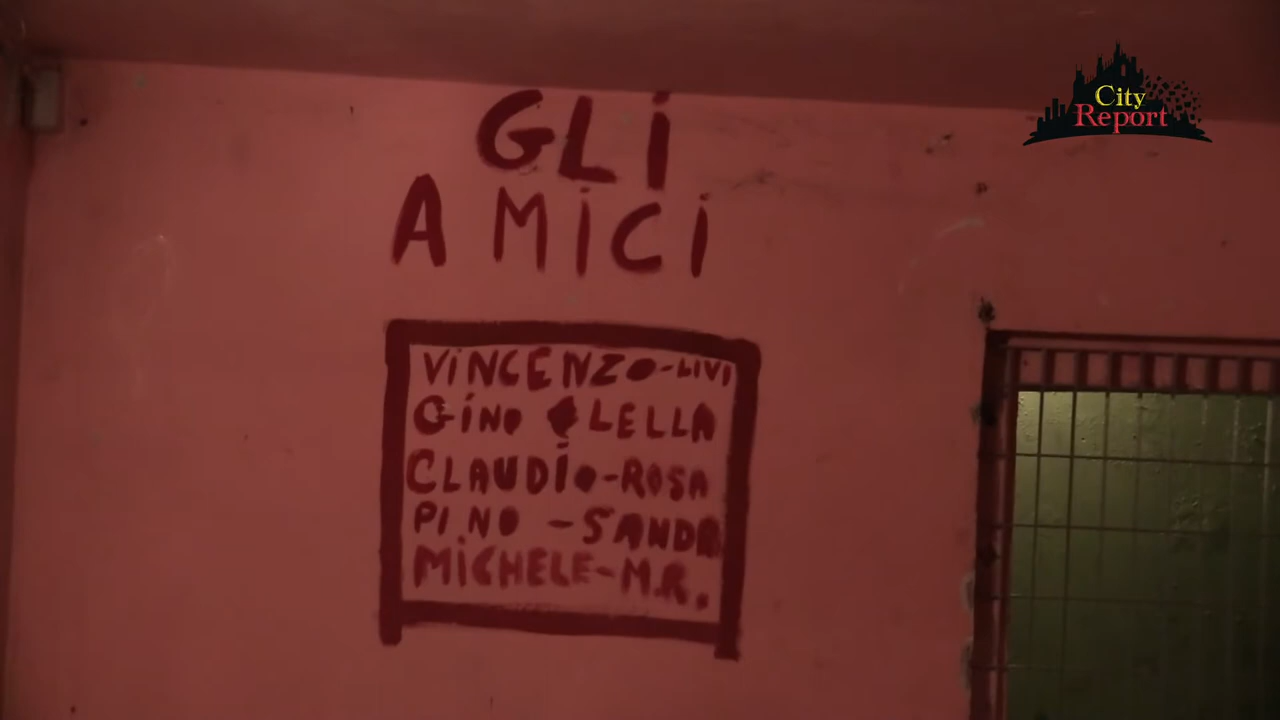 City
Report
GLI
AMICI
VINCENZO-LIVI
GINO LELLA
CLAUDIO-ROSA
PINO -SANDA
MICHELE-M.R.